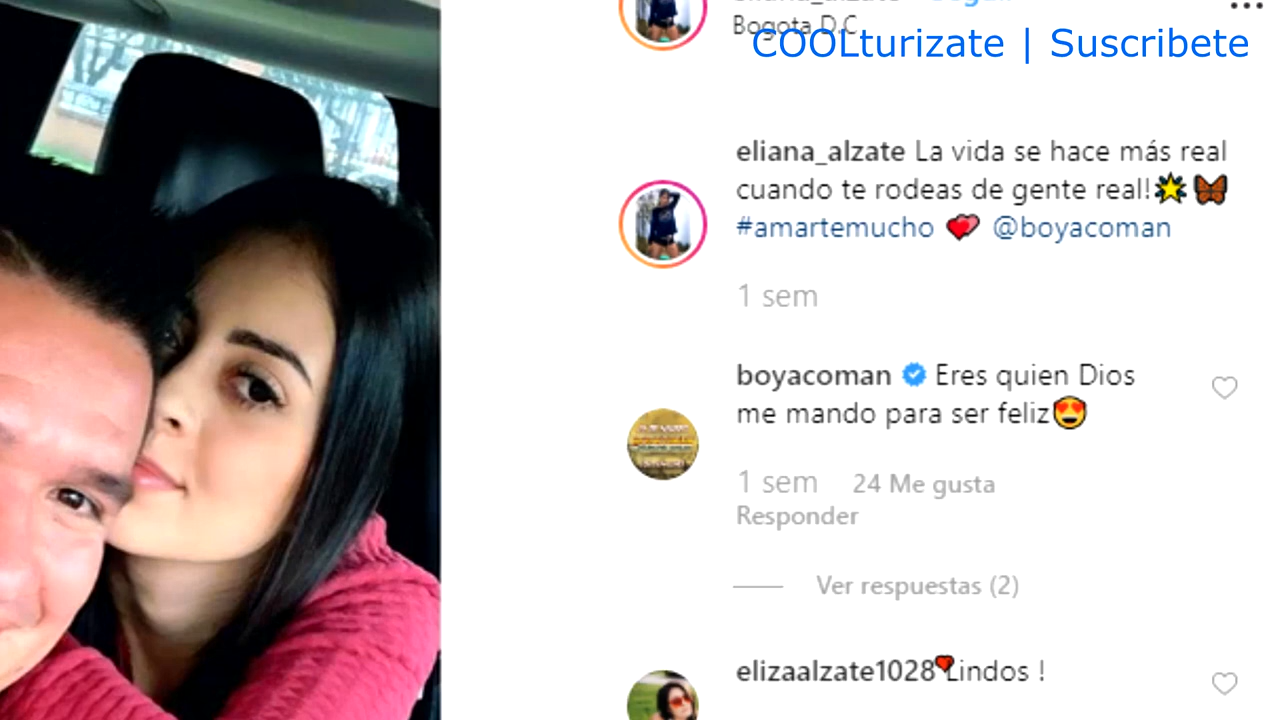 Bogota D.C
COOLturizate | Suscribete
eliana_alzate La vida se hace más real
cuando te rodeas de gente real!🌟🦋
#amartemucho 💕 @boyacoman
1 sem
boyacoman Eres quien Dios
me mando para ser feliz😍
1 sem 24 Me gusta
Responder
Ver respuestas (2)
elizaalzate1028 Lindos !